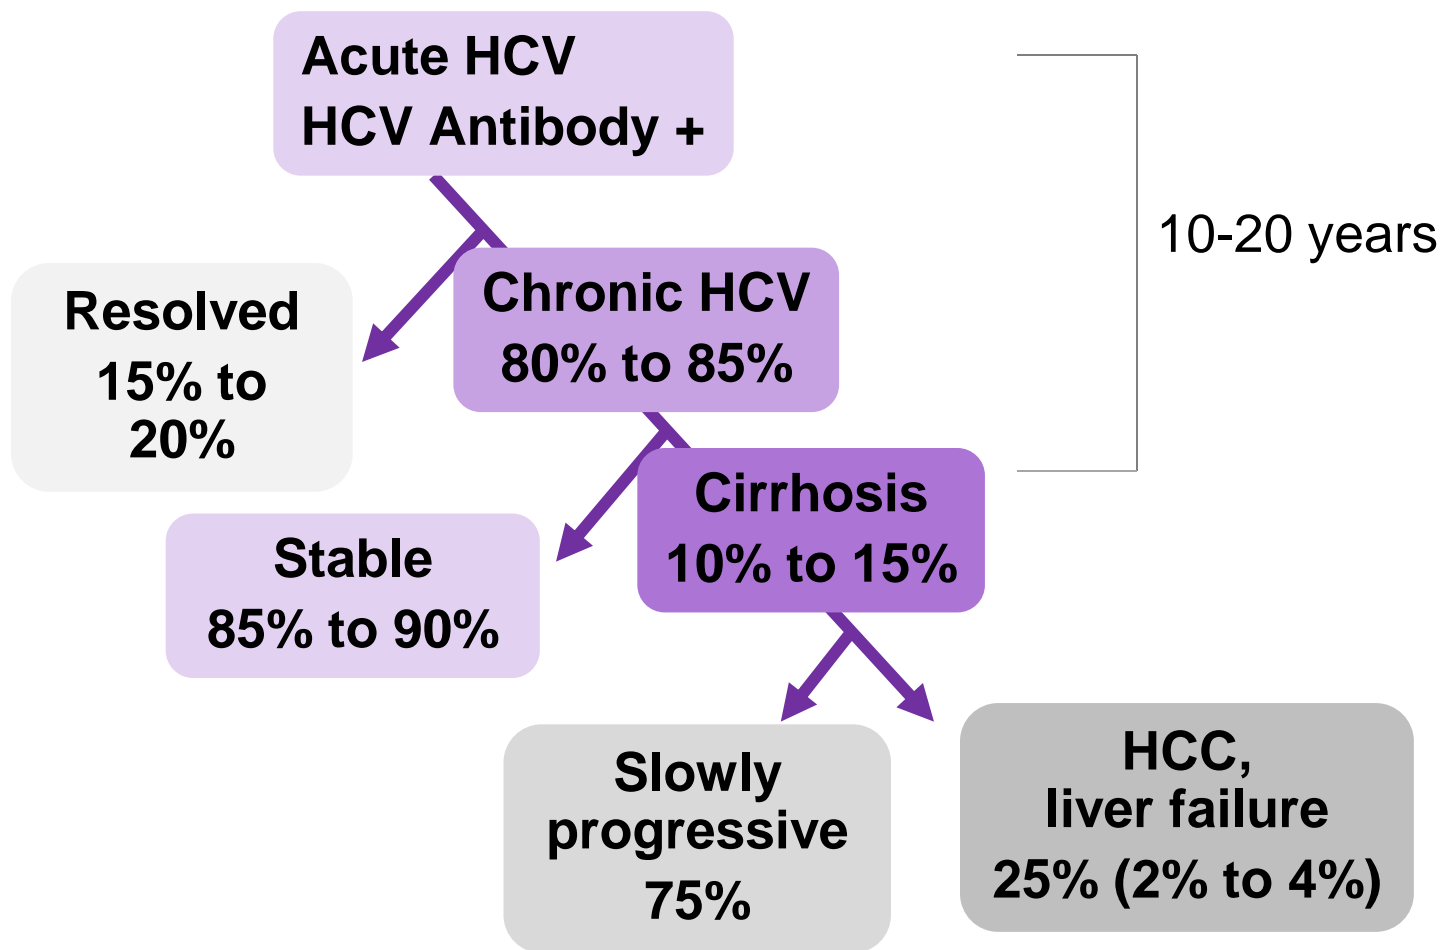 Acute HCV
HCV Antibody +
10-20 years
Resolved
15% to
20%
Chronic HCV
80% to 85%
Stable
85% to 90%
Cirrhosis
10% to 15%
Slowly
progressive
75%
HCC,
liver failure
25% (2% to 4%)